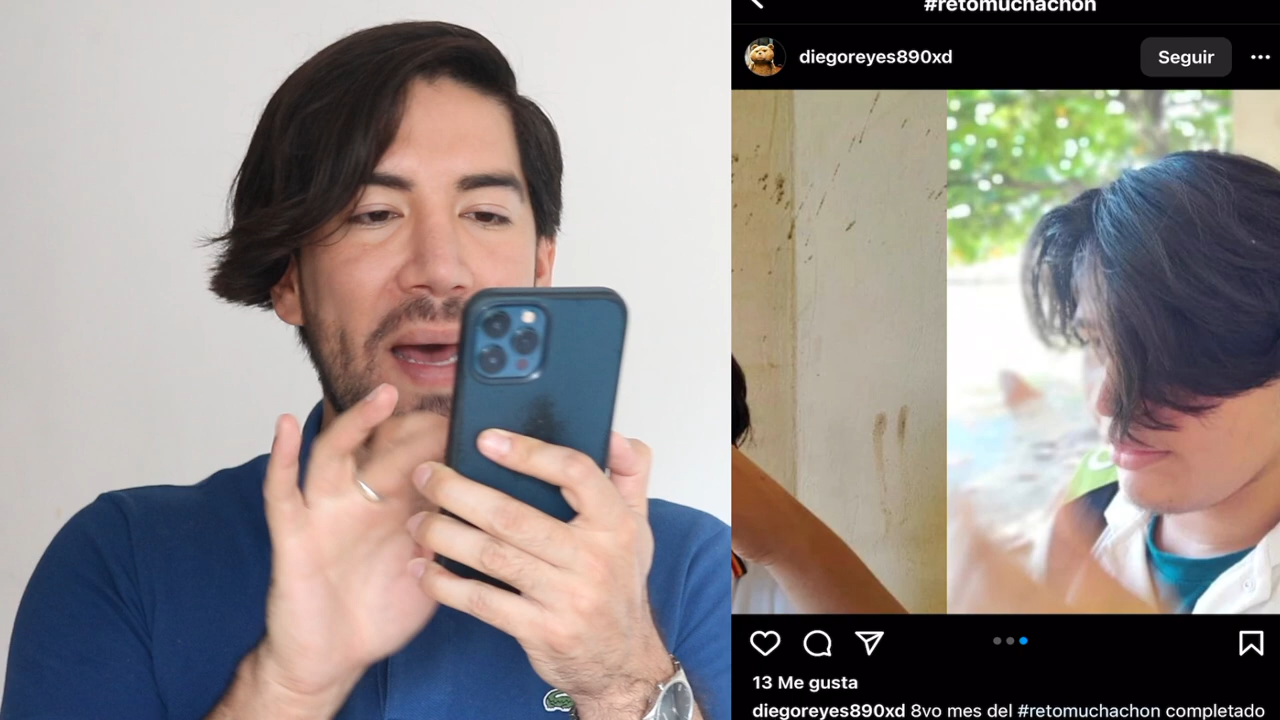 #retomuchachon
diegoreyes890xd
Seguir
13 Me gusta
diegoreyes890xd 8vo mes del #retomuchachon completado